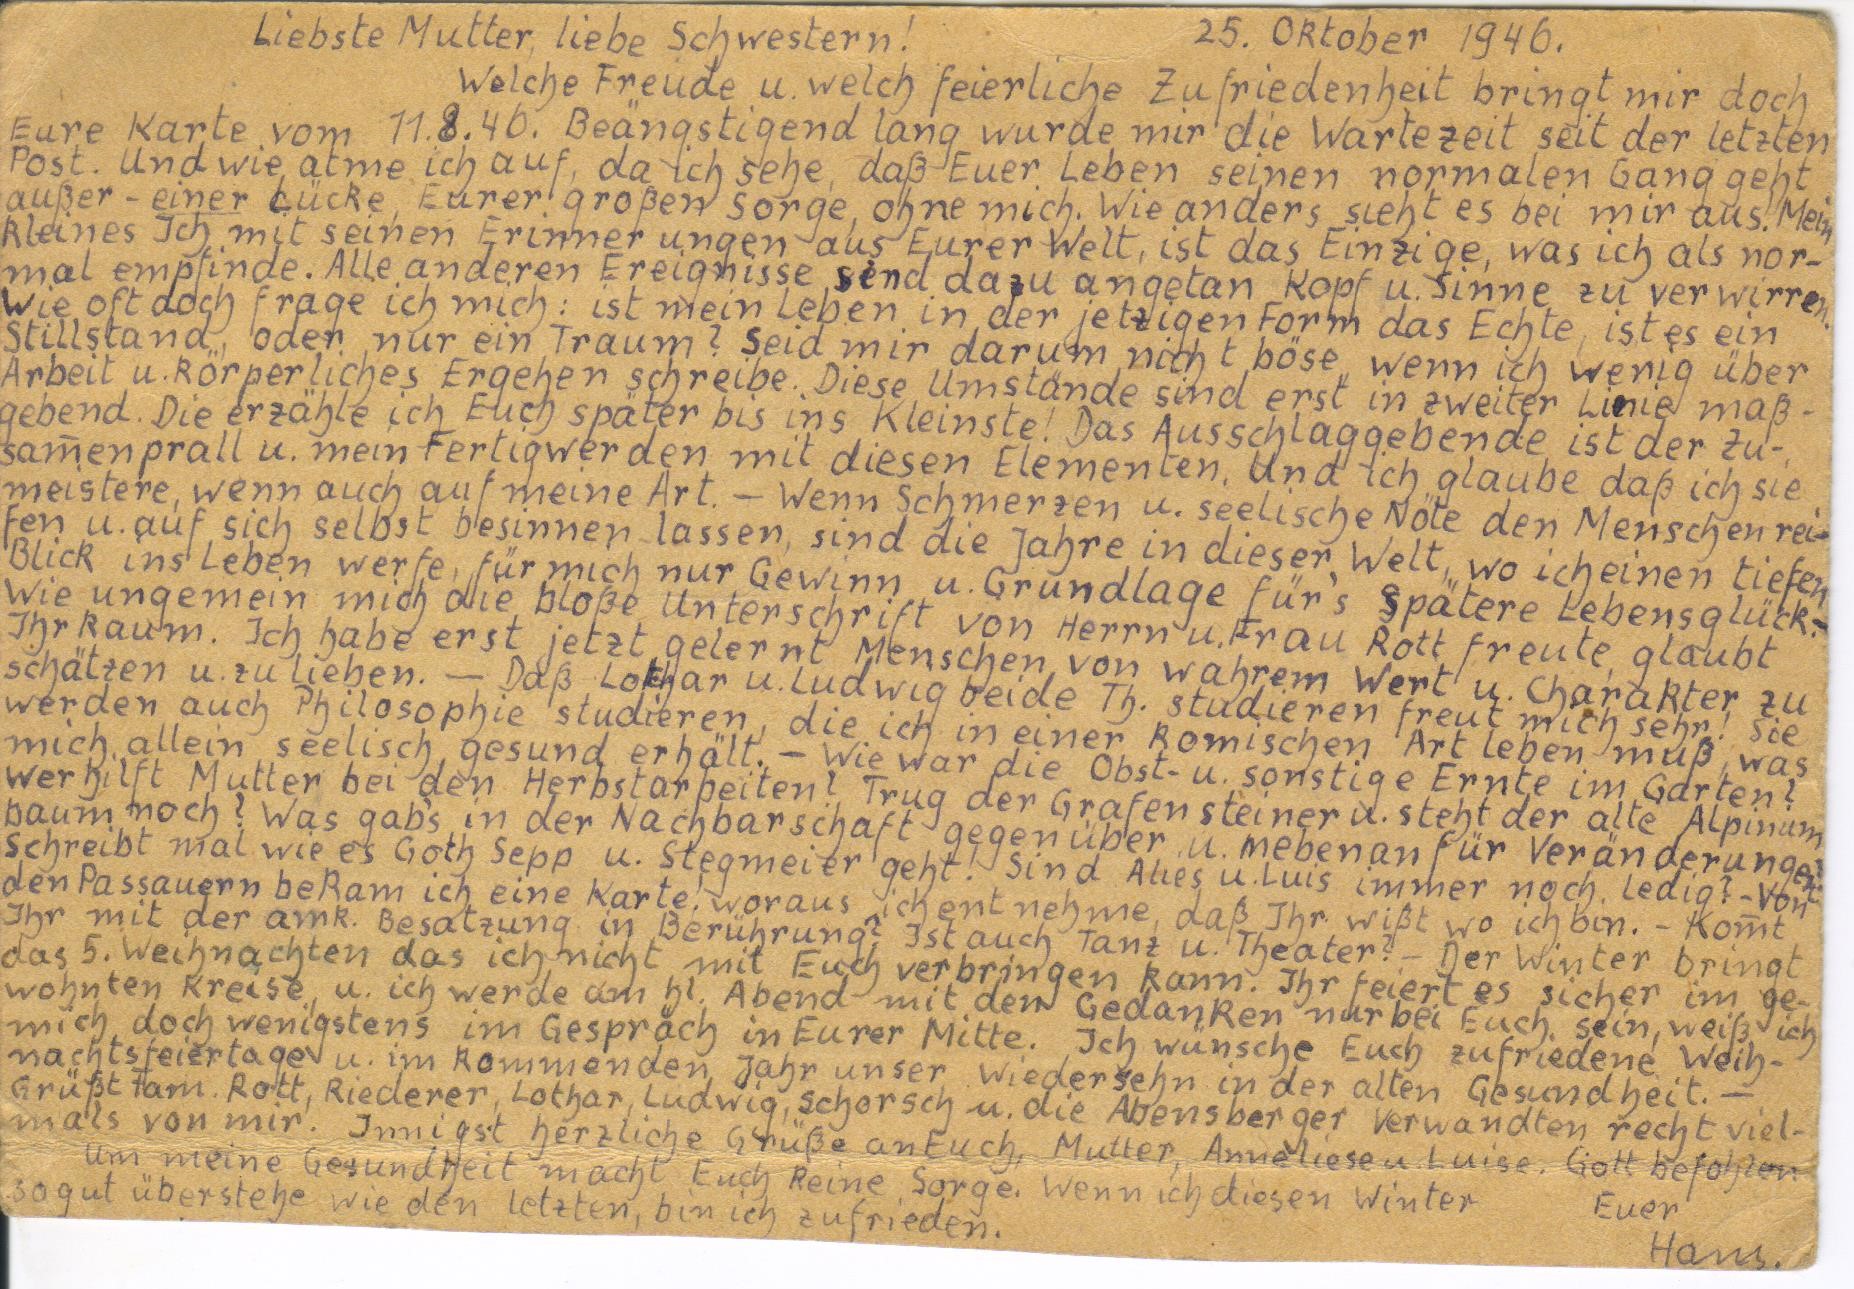 Liebste Mutter, liebe Schwestern! 25. Oktober 1946.
Welche Freude u. welch feierliche Zufriedenheit bringt mir doch
Eure Karte vom 11.8.46. Beängstigend lang wurde mir die Wartezeit seit der letzten
Post. Und wie atme ich auf, da ich sehe, daß Euer Leben seinen normalen Gang geht
außer - einer Lücke, Eurer großen Sorge, ohne mich. Wie anders sieht es bei mir aus! Mein
kleines Ich mit seinen Erinnerungen aus Eurer Welt, ist das Einzige, was ich als nor-
mal empfinde. Alle anderen Ereignisse sind dazu angetan Kopf u. Sinne zu verwirren.
Wie oft doch frage ich mich: ist mein Leben in der jetzigen Form das Echte, ist es ein
Stillstand, oder nur ein Traum? Seid mir darum nicht böse, wenn ich wenig über
Arbeit u. körperliches Ergehen schreibe. Diese Umstände sind erst in zweiter Linie maß-
gebend. Die erzähle ich Euch später bis ins Kleinste! Das Ausschlaggebende ist der Zu-
sam̅enprall u. mein Fertigwerden mit diesen Elementen. Und ich glaube daß ich sie
meistere, wenn auch auf meine Art. - Wenn Schmerzen u. seelische Nöte den Menschen rei-
fen u. auf sich selbst besinnen lassen, sind die Jahre in dieser Welt, wo ich einen tiefen
Blick ins Leben werfe, für mich nur Gewinn u. Grundlage für's spätere Lebensglück. -
Wie ungemein mich die bloße Unterschrift von Herrn u. Frau Rott freute, glaubt
Ihr kaum. Ich habe erst jetzt gelernt Menschen von wahrem Wert u. Charakter zu
schätzen u. zu lieben. - Daß Lothar u. Ludwig beide Th. studieren freut mich sehr! Sie
werden auch Philosophie studieren, die ich in einer komischen Art leben muß, was
mich allein seelisch gesund erhält. - Wie war die Obst- u. sonstige Ernte im Garten?
Wer hilft Mutter bei den Herbstarbeiten? Trug der Grafensteiner u. steht der alte Alpinum
baum noch? Was gab's in der Nachbarschaft gegenüber u. nebenan für Veränderungen?
Schreibt mal wie es Goth Sepp u. Stegmeier geht! Sind Alies u. Luis immer noch ledig? - Von
den Passauern bekam ich eine Karte, woraus ich entnehme, daß Ihr wißt wo ich bin. - Kom̅t
Ihr mit der amk. Besatzung in Berührung? Ist auch Tanz u. Theater? - Der Winter bringt
das 5. Weihnachten das ich nicht mit Euch verbringen kann. Ihr feiert es sicher im ge-
wohnten Kreise u. ich werde am hl. Abend mit den Gedanken nur bei Euch sein, weiß ich
mich doch wenigstens im Gespräch in Eurer Mitte. Ich wünsche Euch zufriedene Weih-
nachtsfeiertage u. im kommenden Jahr unser Wiedersehn in der alten Gesundheit. -
Grüßt Fam. Rott, Riederer, Lothar, Ludwig, Schorsch u. die Abensberger Verwandten recht viel-
mals von mir. Innigst herzliche Grüße an Euch, Mutter, Anneliese u. Luise. Gott befohlen
Um meine Gesundheit macht Euch keine Sorge. Wenn ich diesen Winter Euer
so gut überstehe wie den letzten, bin ich zufrieden.
Hans.